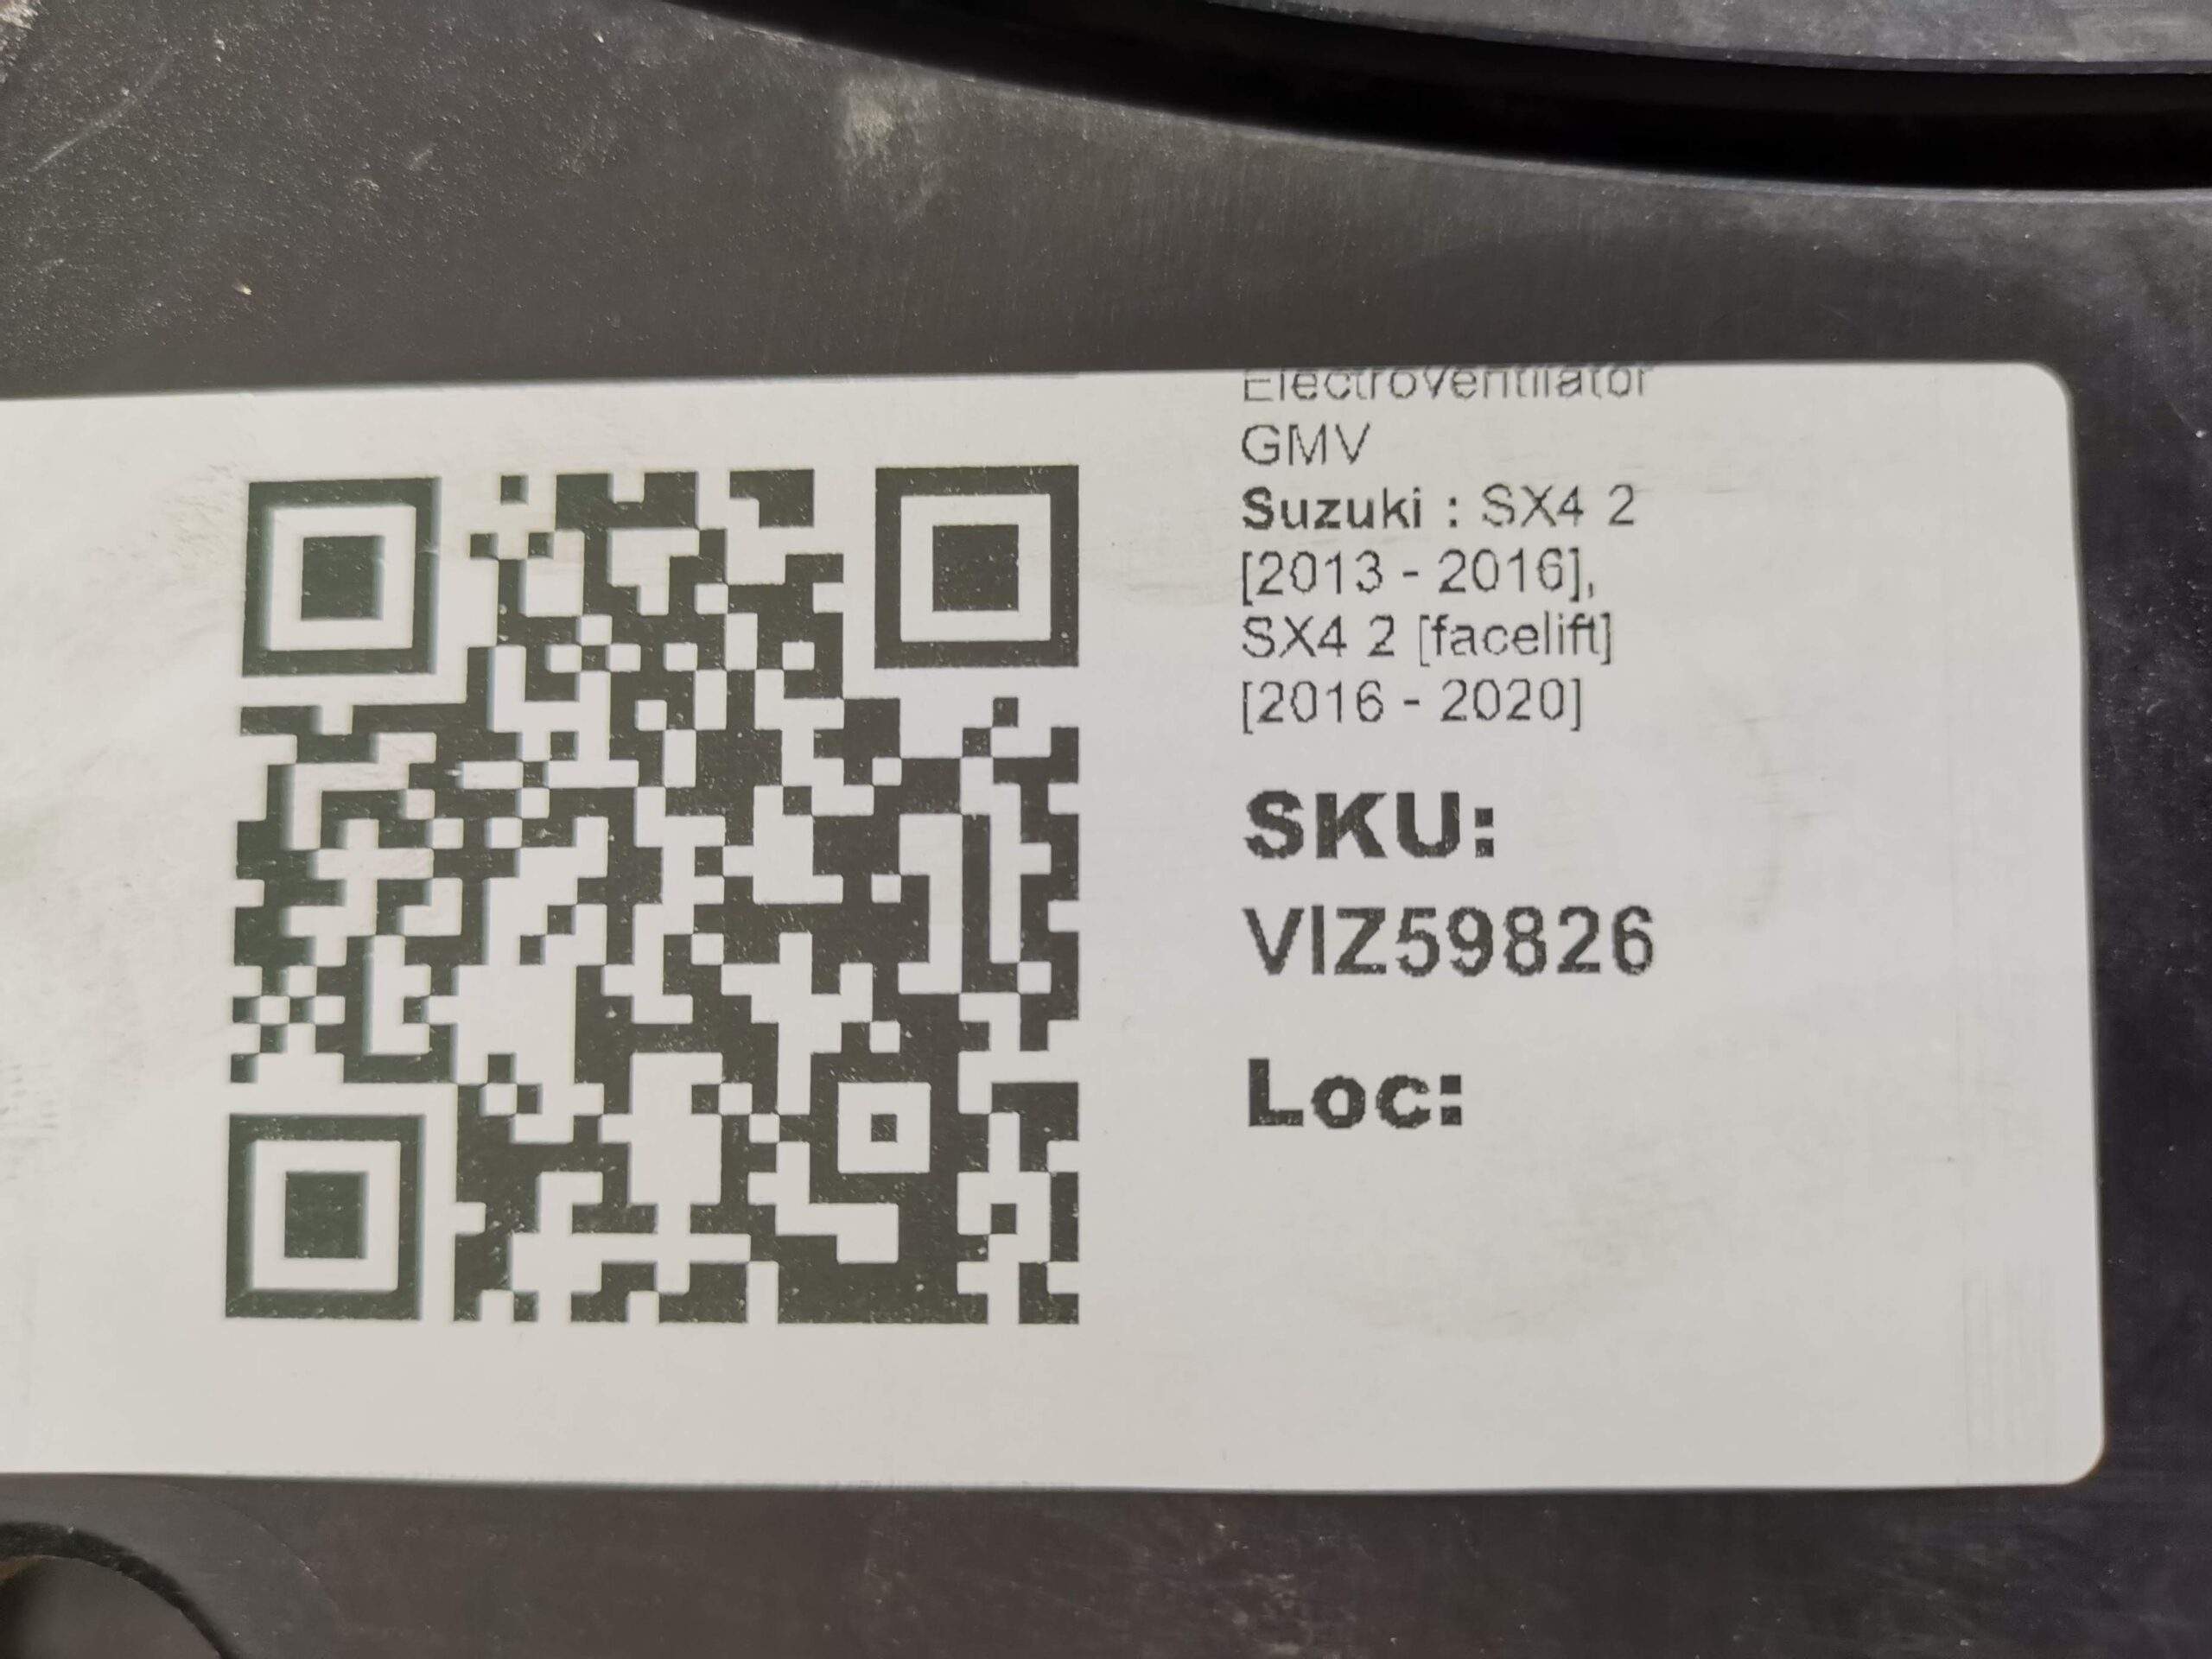 Electroventilator
GMV
Suzuki : SX4 2
[2013 - 2016],
SX4 2 [facelift]
[2016 - 2020]
SKU:
VIZ59826
Loc: